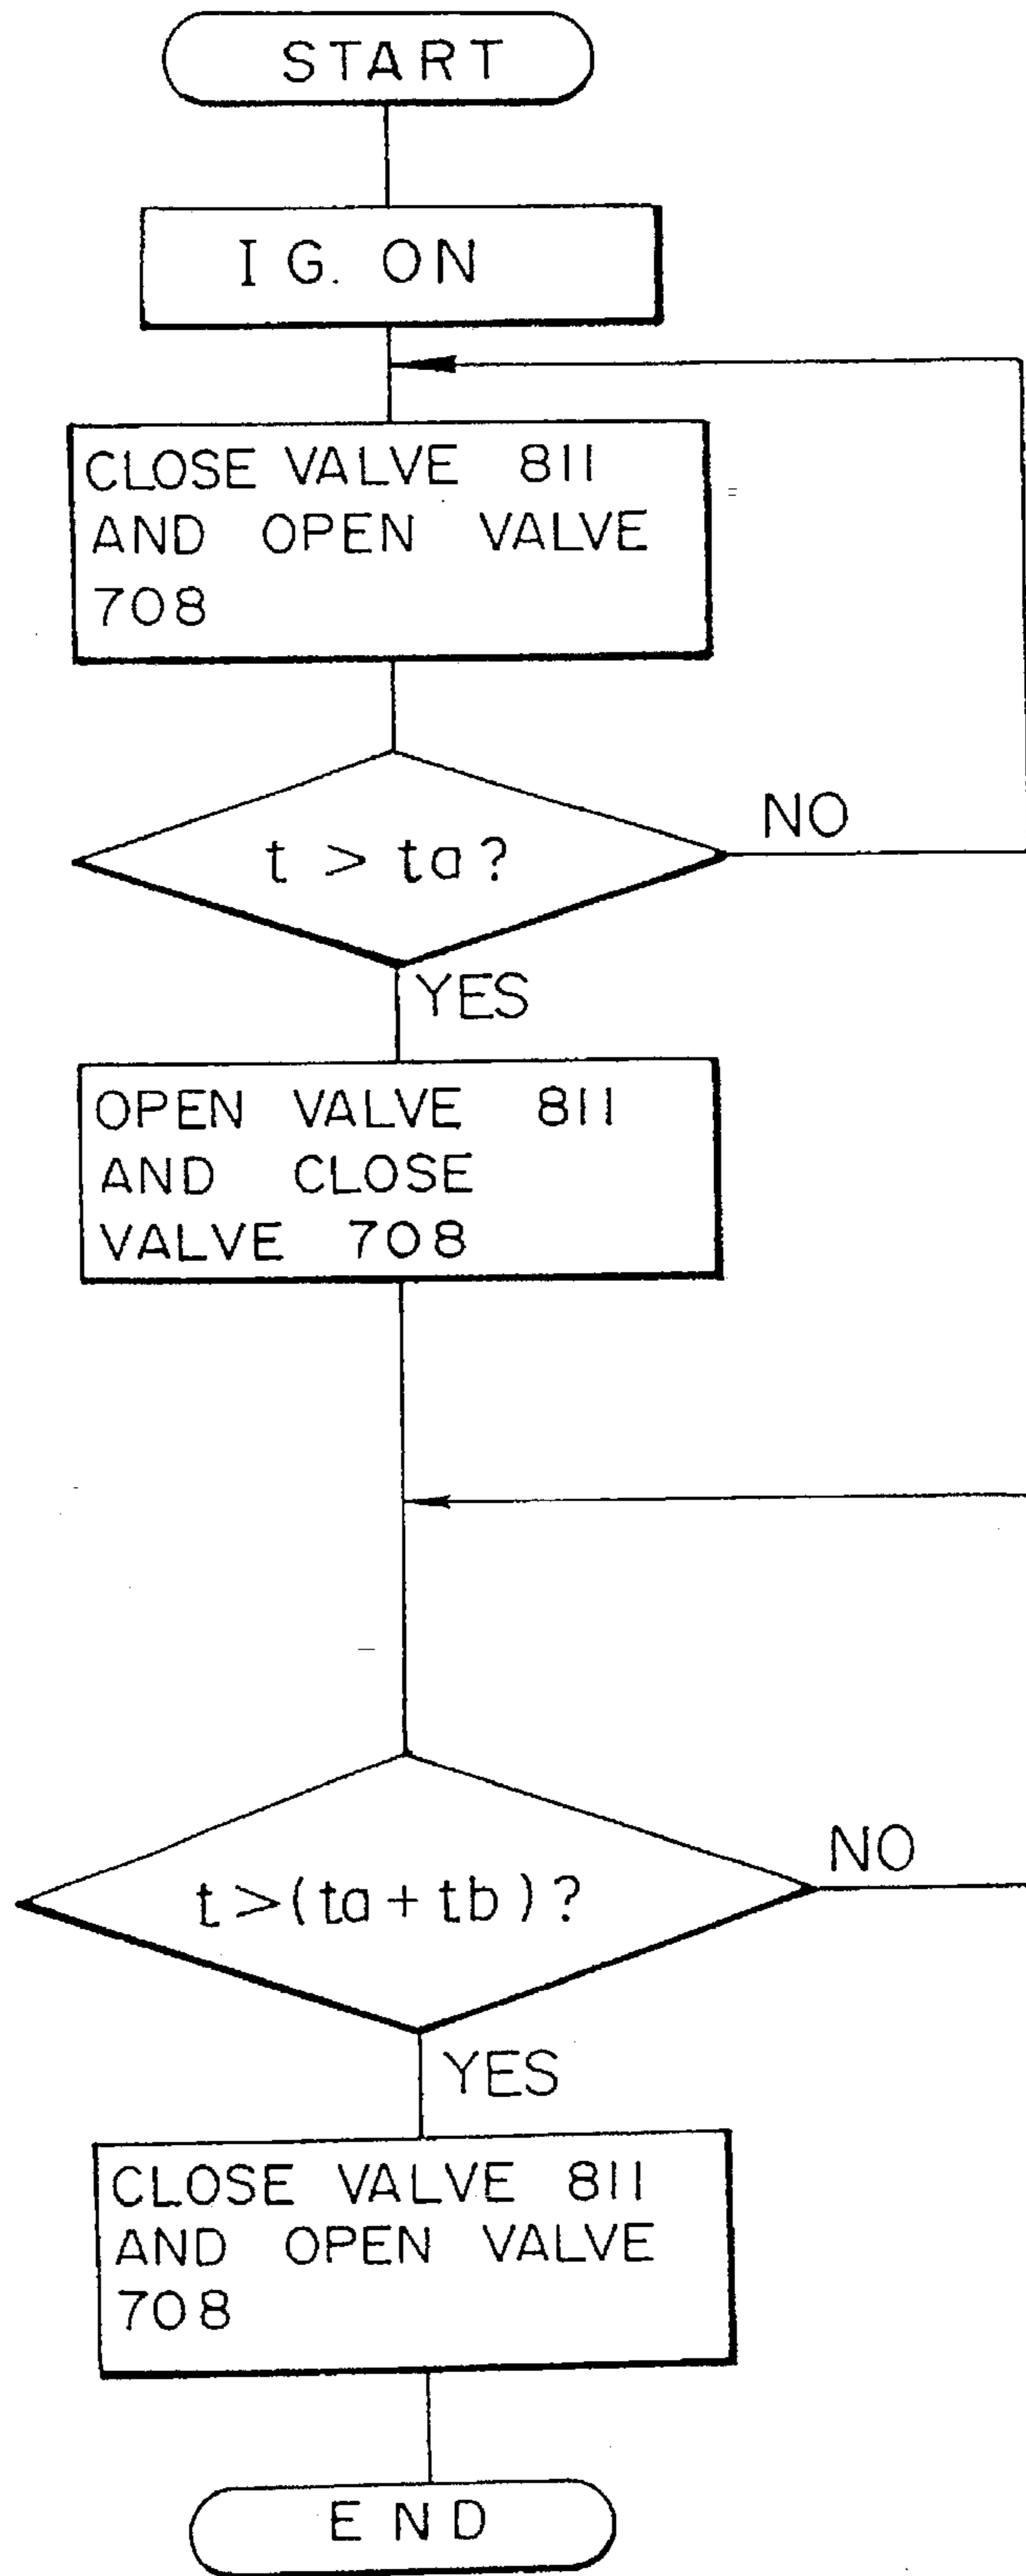 START
IG. ON
CLOSE VALVE 811
AND OPEN VALVE
708
t > ta?
NO
YES
OPEN VALVE 811
AND CLOSE
VALVE 708
t >(ta + tb)?
NO
YES
CLOSE VALVE 811
AND OPEN VALVE
708
END